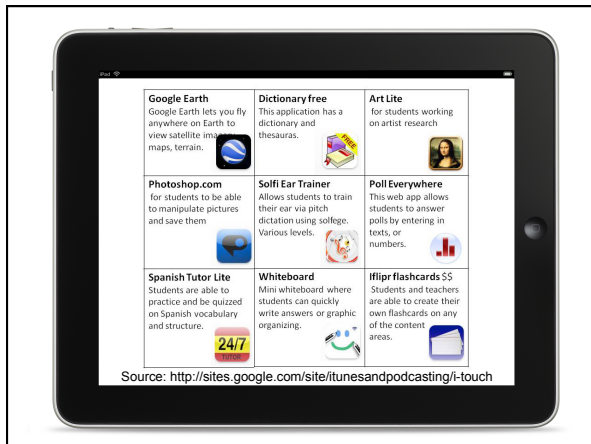 iPad
Google Earth
Google Earth lets you fly
anywhere on Earth to
view satellite images,
maps, terrain.
Dictionary free
This application has a
dictionary and
thesauras.
FREE
Art Lite
for students working
on artist research
Photoshop.com
for students to be able
to manipulate pictures
and save them
Solfi Ear Trainer
Allows students to train
their ear via pitch
dictation using solfege.
Various levels.
Poll Everywhere
This web app allows
students to answer
polls by entering in
texts, or
numbers.
Spanish Tutor Lite
Students are able to
practice and be quizzed
on Spanish vocabulary
and structure.
24/7
TUTOR
Whiteboard
Mini whiteboard where
students can quickly
write answers or graphic
organizing.
Iflipr flashcards $$
Students and teachers
are able to create their
own flashcards on any
of the content
areas.
Source: http://sites.google.com/site/itunesandpodcasting/i-touch